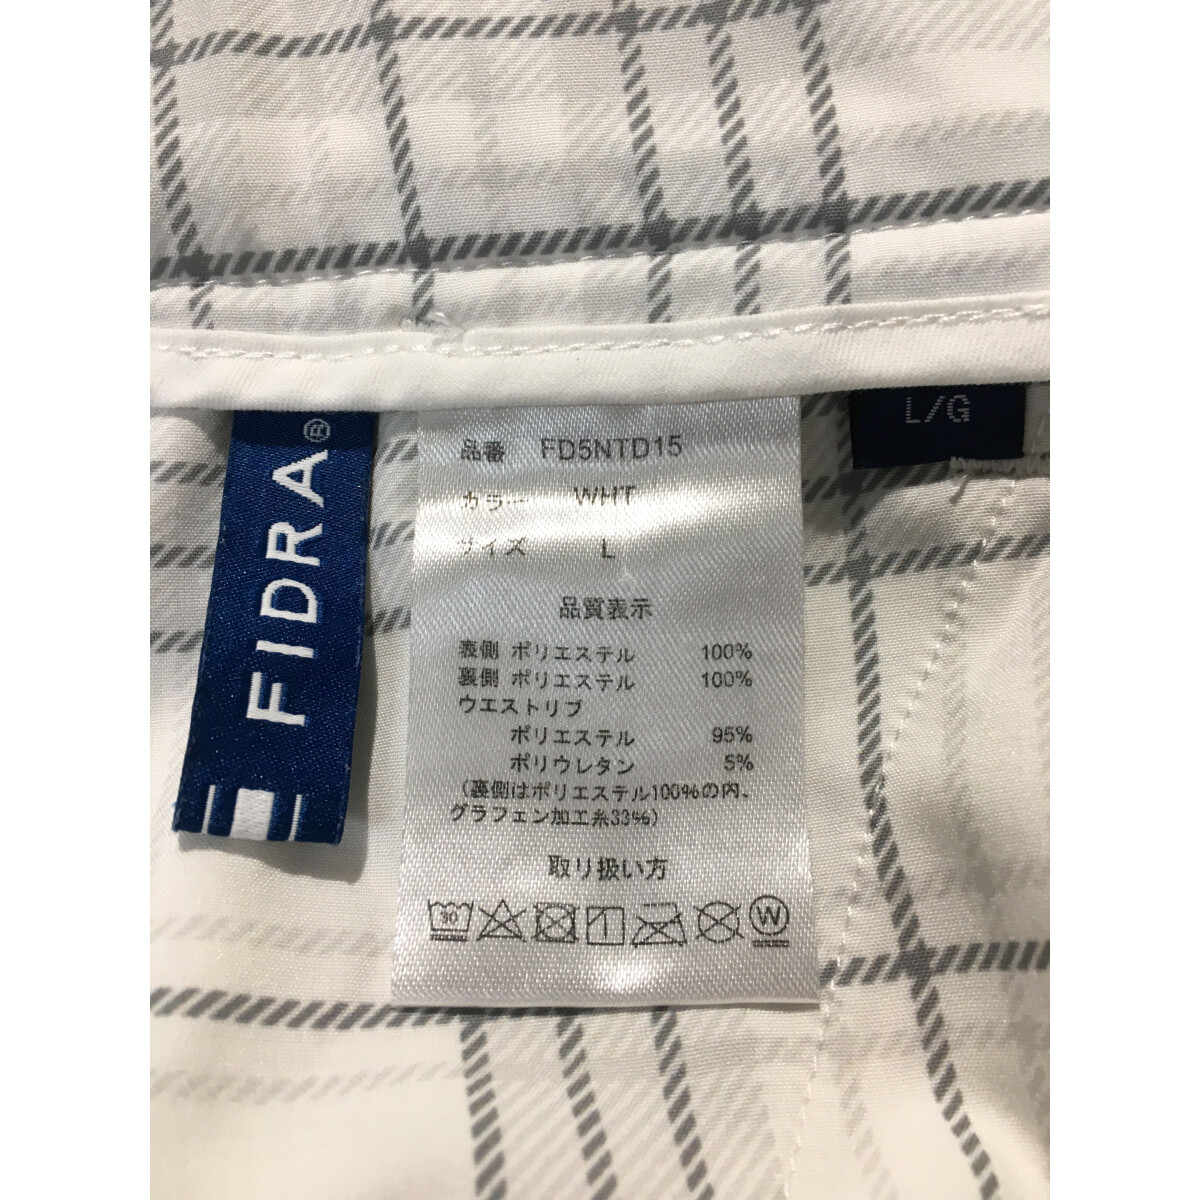 FIDRA®
L/G
品番 FD5NTD15
カラー WHT
サイズ L
品質表示
表側 ポリエステル 100%
裏側 ポリエステル 100%
ウエストリブ
ポリエステル 95%
ポリウレタン 5%
(裏側はポリエステル100%の内、
グラフェン加工糸33%)
取り扱い方
30 W